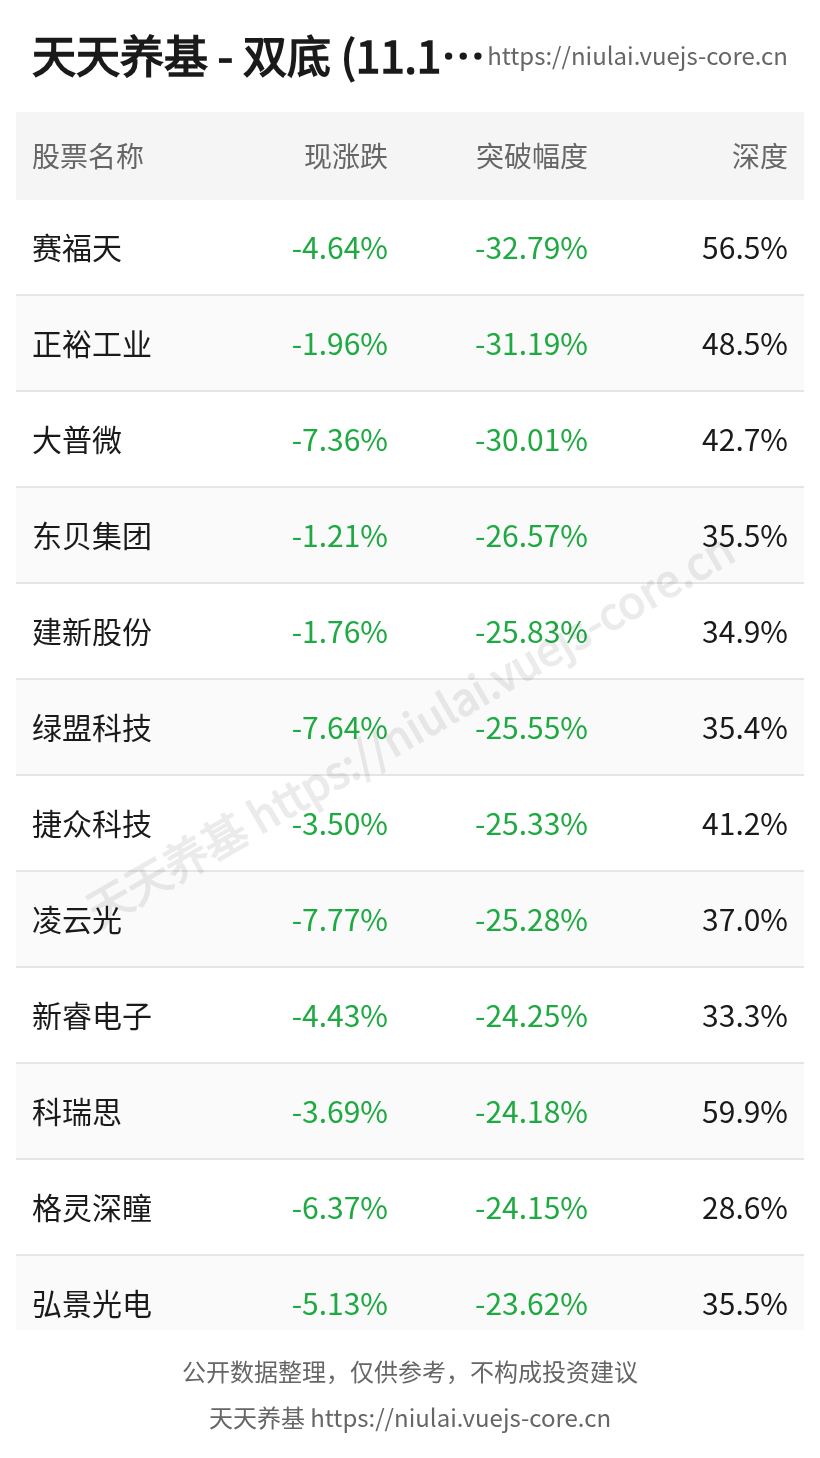 天天养基 - 双底 (11.1… https://niulai.vuejs-core.cn
股票名称 现涨跌 突破幅度 深度
赛福天 -4.64% -32.79% 56.5%
正裕工业 -1.96% -31.19% 48.5%
大普微 -7.36% -30.01% 42.7%
东贝集团 -1.21% -26.57% 35.5%
建新股份 -1.76% -25.83% 34.9%
绿盟科技 -7.64% -25.55% 35.4%
捷众科技 -3.50% -25.33% 41.2%
凌云光 -7.77% -25.28% 37.0%
新睿电子 -4.43% -24.25% 33.3%
科瑞思 -3.69% -24.18% 59.9%
格灵深瞳 -6.37% -24.15% 28.6%
弘景光电 -5.13% -23.62% 35.5%
天天养基 https://niulai.vuejs-core.cn
公开数据整理，仅供参考，不构成投资建议
天天养基 https://niulai.vuejs-core.cn